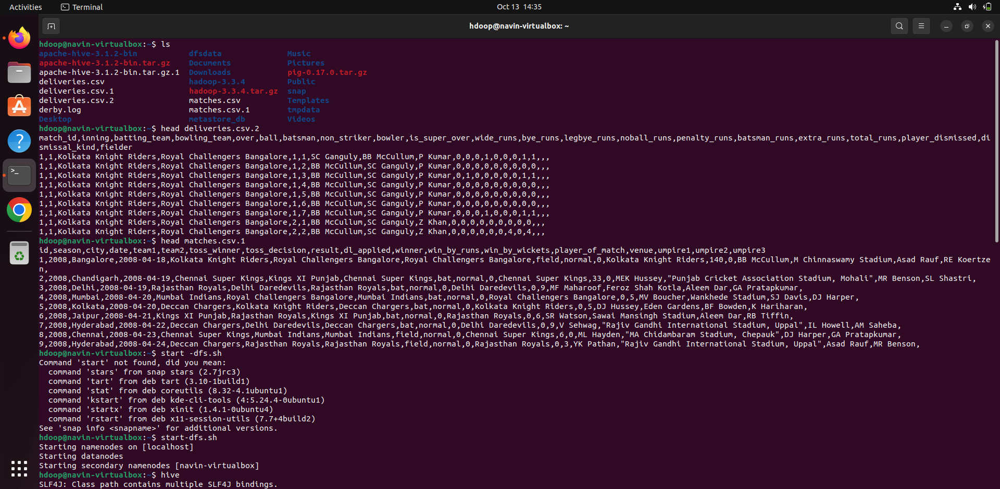 Activities    Terminal    Oct 13  14:35
hdoop@navin-virtualbox: ~
hdoop@navin-virtualbox:~$ ls
apache-hive-3.1.2-bin           dfsdata              Music
apache-hive-3.1.2-bin.tar.gz    Documents            Pictures
apache-hive-3.1.2-bin.tar.gz.1  Downloads            pig-0.17.0.tar.gz
deliveries.csv                  hadoop-3.3.4         Public
deliveries.csv.1                hadoop-3.3.4.tar.gz  snap
deliveries.csv.2                matches.csv          Templates
derby.log                       matches.csv.1        tmpdata
Desktop                         metastore_db         Videos
hdoop@navin-virtualbox:~$ head deliveries.csv.2
match_id,inning,batting_team,bowling_team,over,ball,batsman,non_striker,bowler,is_super_over,wide_runs,bye_runs,legbye_runs,noball_runs,penalty_runs,batsman_runs,extra_runs,total_runs,player_dismissed,di
smissal_kind,fielder
1,1,Kolkata Knight Riders,Royal Challengers Bangalore,1,1,SC Ganguly,BB McCullum,P Kumar,0,0,0,1,0,0,0,1,1,,,
1,1,Kolkata Knight Riders,Royal Challengers Bangalore,1,2,BB McCullum,SC Ganguly,P Kumar,0,0,0,0,0,0,0,0,0,,,
1,1,Kolkata Knight Riders,Royal Challengers Bangalore,1,3,BB McCullum,SC Ganguly,P Kumar,0,1,0,0,0,0,0,1,1,,,
1,1,Kolkata Knight Riders,Royal Challengers Bangalore,1,4,BB McCullum,SC Ganguly,P Kumar,0,0,0,0,0,0,0,0,0,,,
1,1,Kolkata Knight Riders,Royal Challengers Bangalore,1,5,BB McCullum,SC Ganguly,P Kumar,0,0,0,0,0,0,0,0,0,,,
1,1,Kolkata Knight Riders,Royal Challengers Bangalore,1,6,BB McCullum,SC Ganguly,P Kumar,0,0,0,0,0,0,0,0,0,,,
1,1,Kolkata Knight Riders,Royal Challengers Bangalore,1,7,BB McCullum,SC Ganguly,P Kumar,0,0,0,1,0,0,0,1,1,,,
1,1,Kolkata Knight Riders,Royal Challengers Bangalore,2,1,BB McCullum,SC Ganguly,Z Khan,0,0,0,0,0,0,0,0,0,,,
1,1,Kolkata Knight Riders,Royal Challengers Bangalore,2,2,BB McCullum,SC Ganguly,Z Khan,0,0,0,0,0,0,4,0,4,,,
hdoop@navin-virtualbox:~$ head matches.csv.1
id,season,city,date,team1,team2,toss_winner,toss_decision,result,dl_applied,winner,win_by_runs,win_by_wickets,player_of_match,venue,umpire1,umpire2,umpire3
1,2008,Bangalore,2008-04-18,Kolkata Knight Riders,Royal Challengers Bangalore,Royal Challengers Bangalore,field,normal,0,Kolkata Knight Riders,140,0,BB McCullum,M Chinnaswamy Stadium,Asad Rauf,RE Koertze
n,
2,2008,Chandigarh,2008-04-19,Chennai Super Kings,Kings XI Punjab,Chennai Super Kings,bat,normal,0,Chennai Super Kings,33,0,MEK Hussey,"Punjab Cricket Association Stadium, Mohali",MR Benson,SL Shastri,
3,2008,Delhi,2008-04-19,Rajasthan Royals,Delhi Daredevils,Rajasthan Royals,bat,normal,0,Delhi Daredevils,0,9,MF Maharoof,Feroz Shah Kotla,Aleem Dar,GA Pratapkumar,
4,2008,Mumbai,2008-04-20,Mumbai Indians,Royal Challengers Bangalore,Mumbai Indians,bat,normal,0,Royal Challengers Bangalore,0,5,MV Boucher,Wankhede Stadium,SJ Davis,DJ Harper,
5,2008,Kolkata,2008-04-20,Deccan Chargers,Kolkata Knight Riders,Deccan Chargers,bat,normal,0,Kolkata Knight Riders,0,5,DJ Hussey,Eden Gardens,BF Bowden,K Hariharan,
6,2008,Jaipur,2008-04-21,Kings XI Punjab,Rajasthan Royals,Kings XI Punjab,bat,normal,0,Rajasthan Royals,0,6,SR Watson,Sawai Mansingh Stadium,Aleem Dar,RB Tiffin,
7,2008,Hyderabad,2008-04-22,Deccan Chargers,Delhi Daredevils,Deccan Chargers,bat,normal,0,Delhi Daredevils,0,9,V Sehwag,"Rajiv Gandhi International Stadium, Uppal",IL Howell,AM Saheba,
8,2008,Chennai,2008-04-23,Chennai Super Kings,Mumbai Indians,Mumbai Indians,field,normal,0,Chennai Super Kings,6,0,ML Hayden,"MA Chidambaram Stadium, Chepauk",DJ Harper,GA Pratapkumar,
9,2008,Hyderabad,2008-04-24,Deccan Chargers,Rajasthan Royals,Rajasthan Royals,field,normal,0,Rajasthan Royals,0,3,YK Pathan,"Rajiv Gandhi International Stadium, Uppal",Asad Rauf,MR Benson,
hdoop@navin-virtualbox:~$ start -dfs.sh
Command 'start' not found, did you mean:
  command 'stars' from snap stars (2.7jrc3)
  command 'tart' from deb tart (3.10-1build1)
  command 'stat' from deb coreutils (8.32-4.1ubuntu1)
  command 'kstart' from deb kde-cli-tools (4:5.24.4-0ubuntu1)
  command 'startx' from deb xinit (1.4.1-0ubuntu4)
  command 'rstart' from deb x11-session-utils (7.7+4build2)
See 'snap info <snapname>' for additional versions.
hdoop@navin-virtualbox:~$ start-dfs.sh
Starting namenodes on [localhost]
Starting datanodes
Starting secondary namenodes [navin-virtualbox]
hdoop@navin-virtualbox:~$ hive
SLF4J: Class path contains multiple SLF4J bindings.